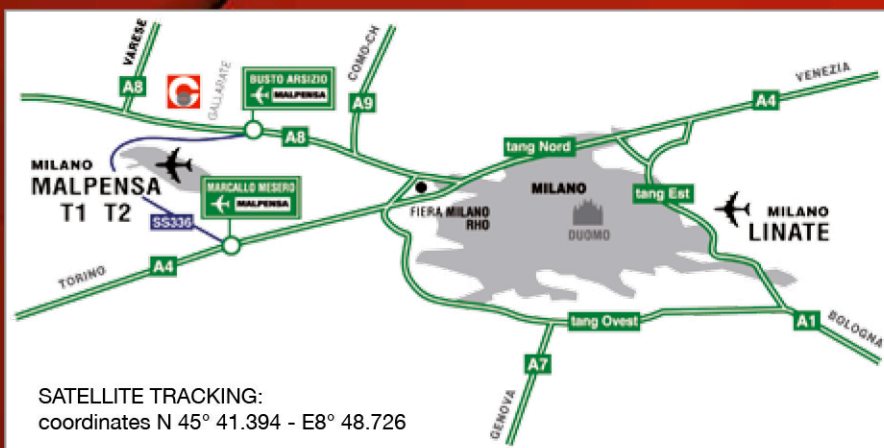 VARESE
A8
GALLARATE
BUSTO ARSIZIO
MALPENSA
COMO-CH
A9
A8
VENEZIA
A4
tang Nord
MILANO
MALPENSA
T1 T2
SS336
MARCALLO MESERO
MALPENSA
FIERA MILANO
RHO
MILANO
DUOMO
tang Est
MILANO
LINATE
TORINO
A4
tang Ovest
A1
BOLOGNA
A7
GENOVA
SATELLITE TRACKING:
coordinates N 45° 41.394 - E8° 48.726